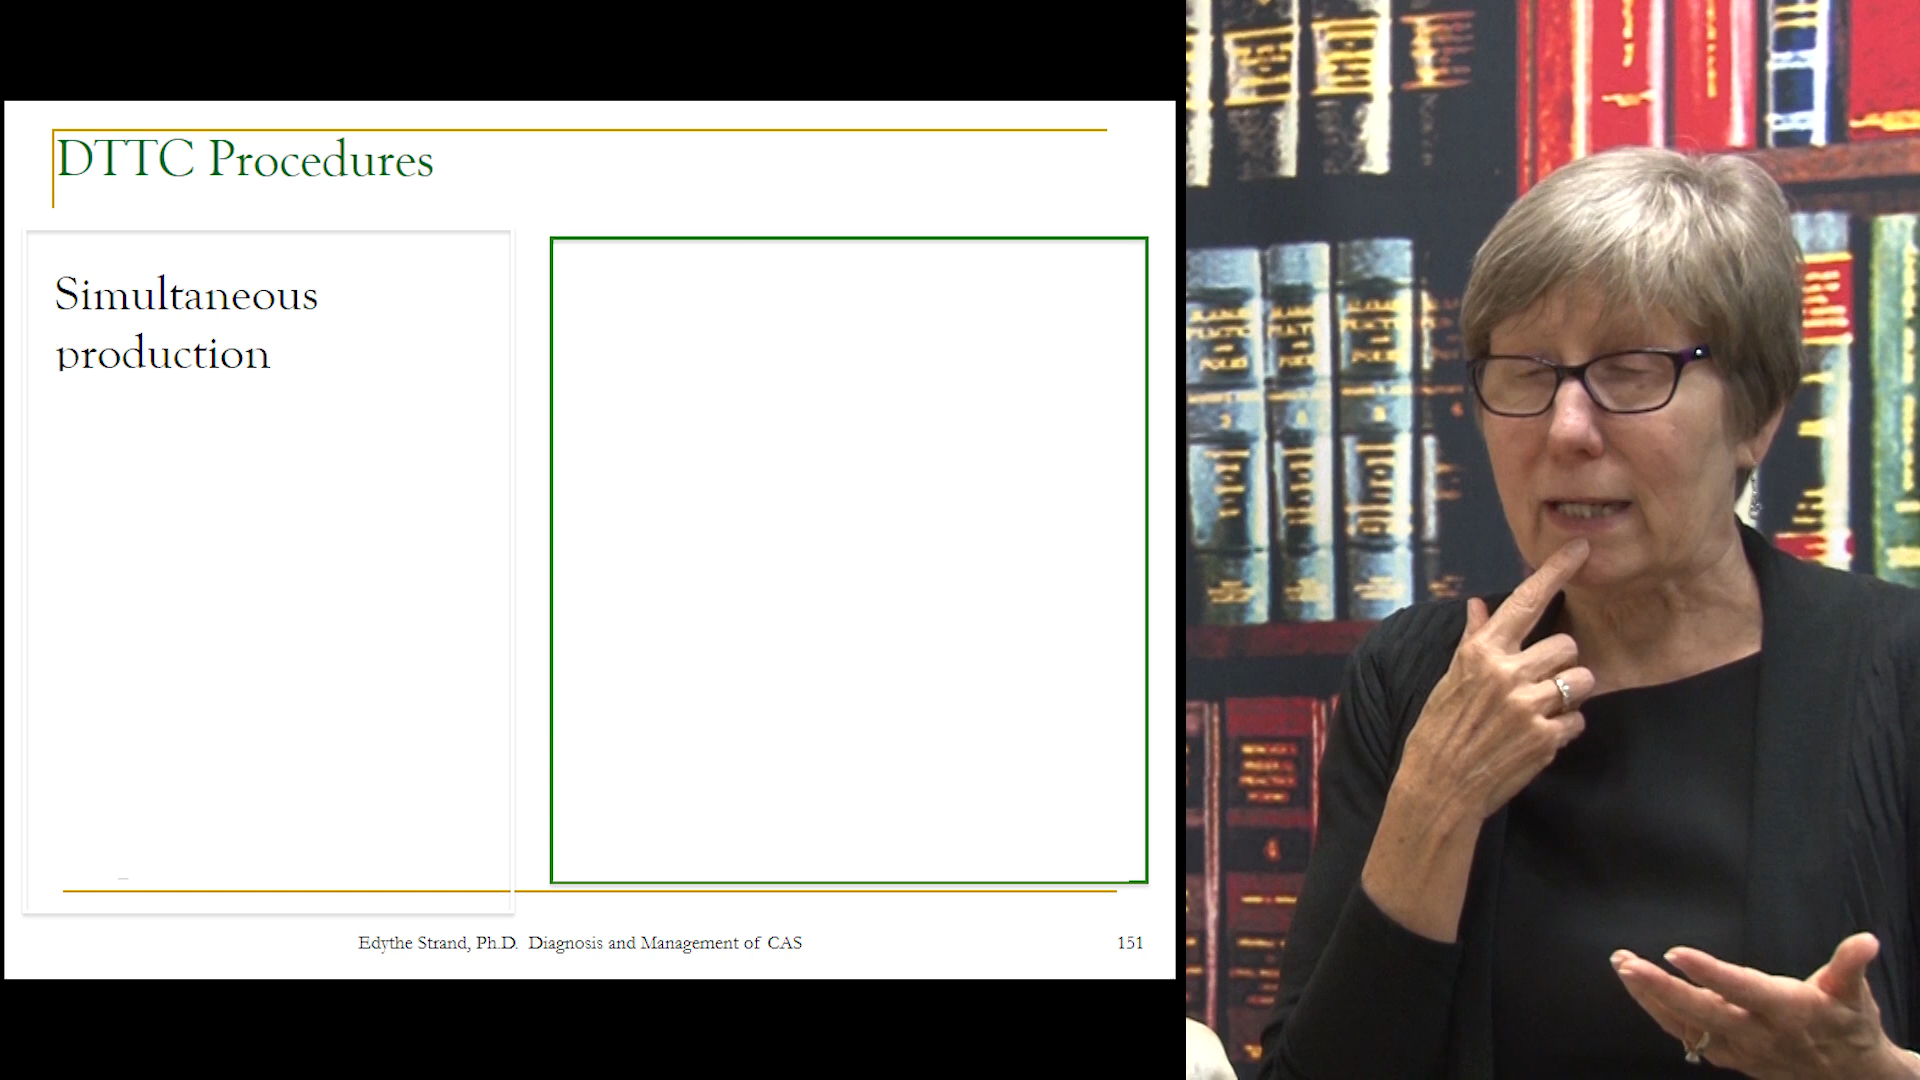 DTTC Procedures
Simultaneous
production
Edythe Strand, Ph.D. Diagnosis and Management of CAS
151